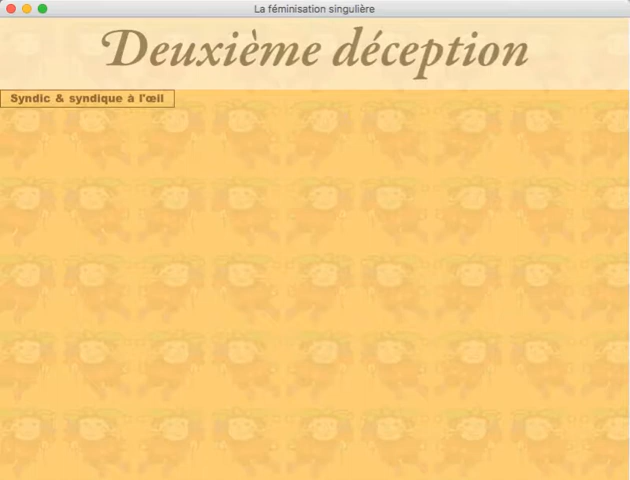 La féminisation singulière
Deuxième déception
Syndic & syndique à l'œil